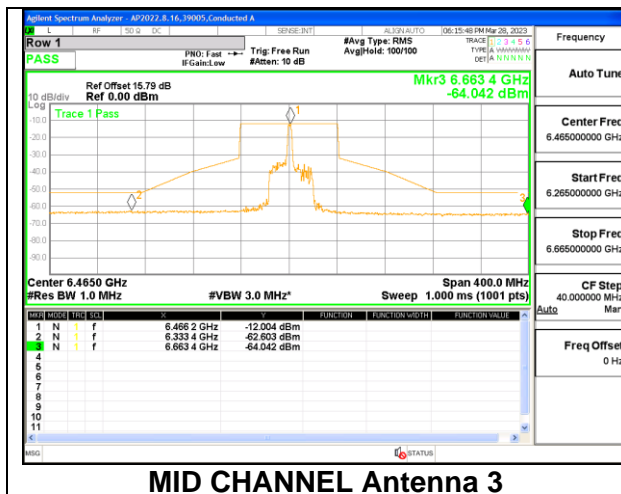 Agilent Spectrum Analyzer - AP2022.8.16,39005,Conducted A
L RF 50 Ω DC SENSE:INT ALIGNAUTO 06:15:48 PM Mar 28, 2023
Row 1
PASS
PNO: Fast
IFGain:Low
Trig: Free Run
#Atten: 10 dB
#Avg Type: RMS
Avg|Hold: 100/100
TRACE 1 2 3 4 5 6
TYPE A
DET A N N N N N
Frequency
Auto Tune
Center Freq
6.465000000 GHz
Start Freq
6.265000000 GHz
Stop Freq
6.665000000 GHz
CF Step
40.000000 MHz
Auto Man
Freq Offset
0 Hz
Ref Offset 15.79 dB
10 dB/div Ref 0.00 dBm
Log
Mkr3 6.663 4 GHz
-64.042 dBm
Trace 1 Pass
-10.0
-20.0
-30.0
-40.0
-50.0
-60.0
-70.0
-80.0
-90.0
1
2
3
Center 6.4650 GHz Span 400.0 MHz
#Res BW 1.0 MHz #VBW 3.0 MHz* Sweep 1.000 ms (1001 pts)
MKR MODE TRC SCL X Y FUNCTION FUNCTION WIDTH FUNCTION VALUE
1 N 1 f 6.466 2 GHz -12.004 dBm
2 N 1 f 6.333 4 GHz -62.603 dBm
3 N 1 f 6.663 4 GHz -64.042 dBm
4
5
6
7
8
9
10
11
MSG STATUS
MID CHANNEL Antenna 3